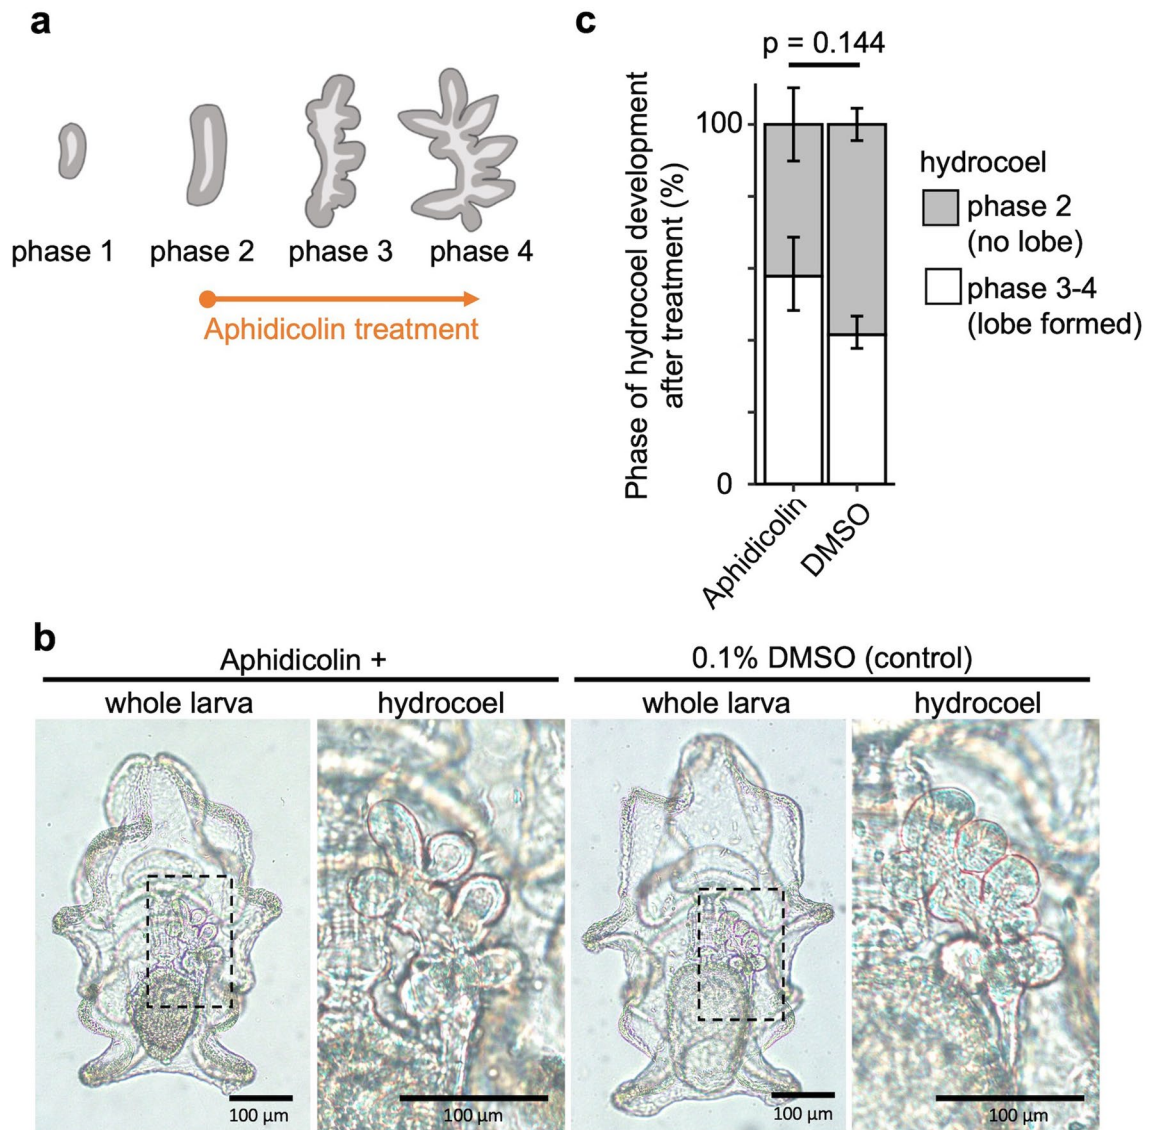 a
phase 1
phase 2
phase 3
phase 4
Aphidicolin treatment
c
p = 0.144
Phase of hydrocoel development
after treatment (%)
100
0
Aphidicolin
DMSO
hydrocoel
phase 2
(no lobe)
phase 3-4
(lobe formed)
b
Aphidicolin +
0.1% DMSO (control)
whole larva
hydrocoel
whole larva
hydrocoel
100 µm
100 µm
100 µm
100 µm